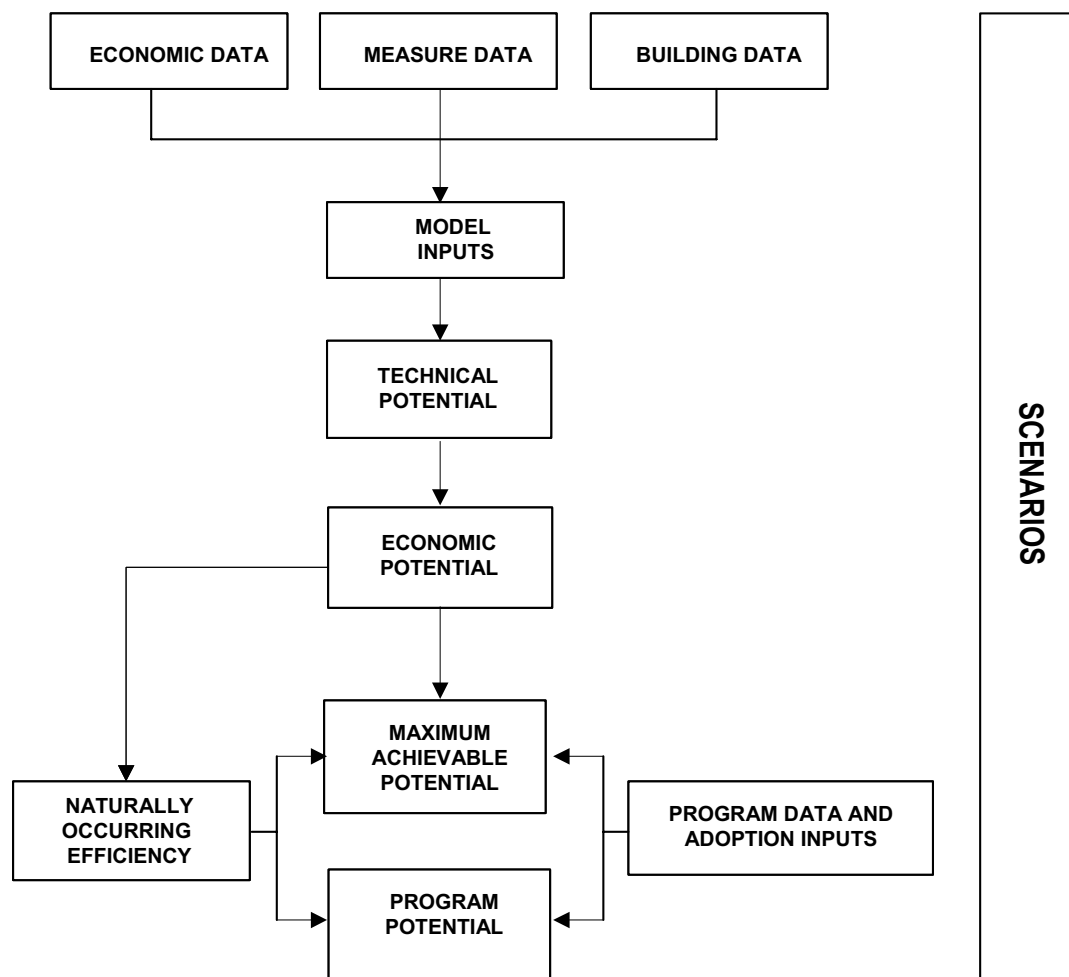 ECONOMIC DATA
MEASURE DATA
BUILDING DATA
MODEL
INPUTS
TECHNICAL
POTENTIAL
ECONOMIC
POTENTIAL
MAXIMUM
ACHIEVABLE
POTENTIAL
NATURALLY
OCCURRING
EFFICIENCY
PROGRAM DATA AND
ADOPTION INPUTS
PROGRAM
POTENTIAL
SCENARIOS